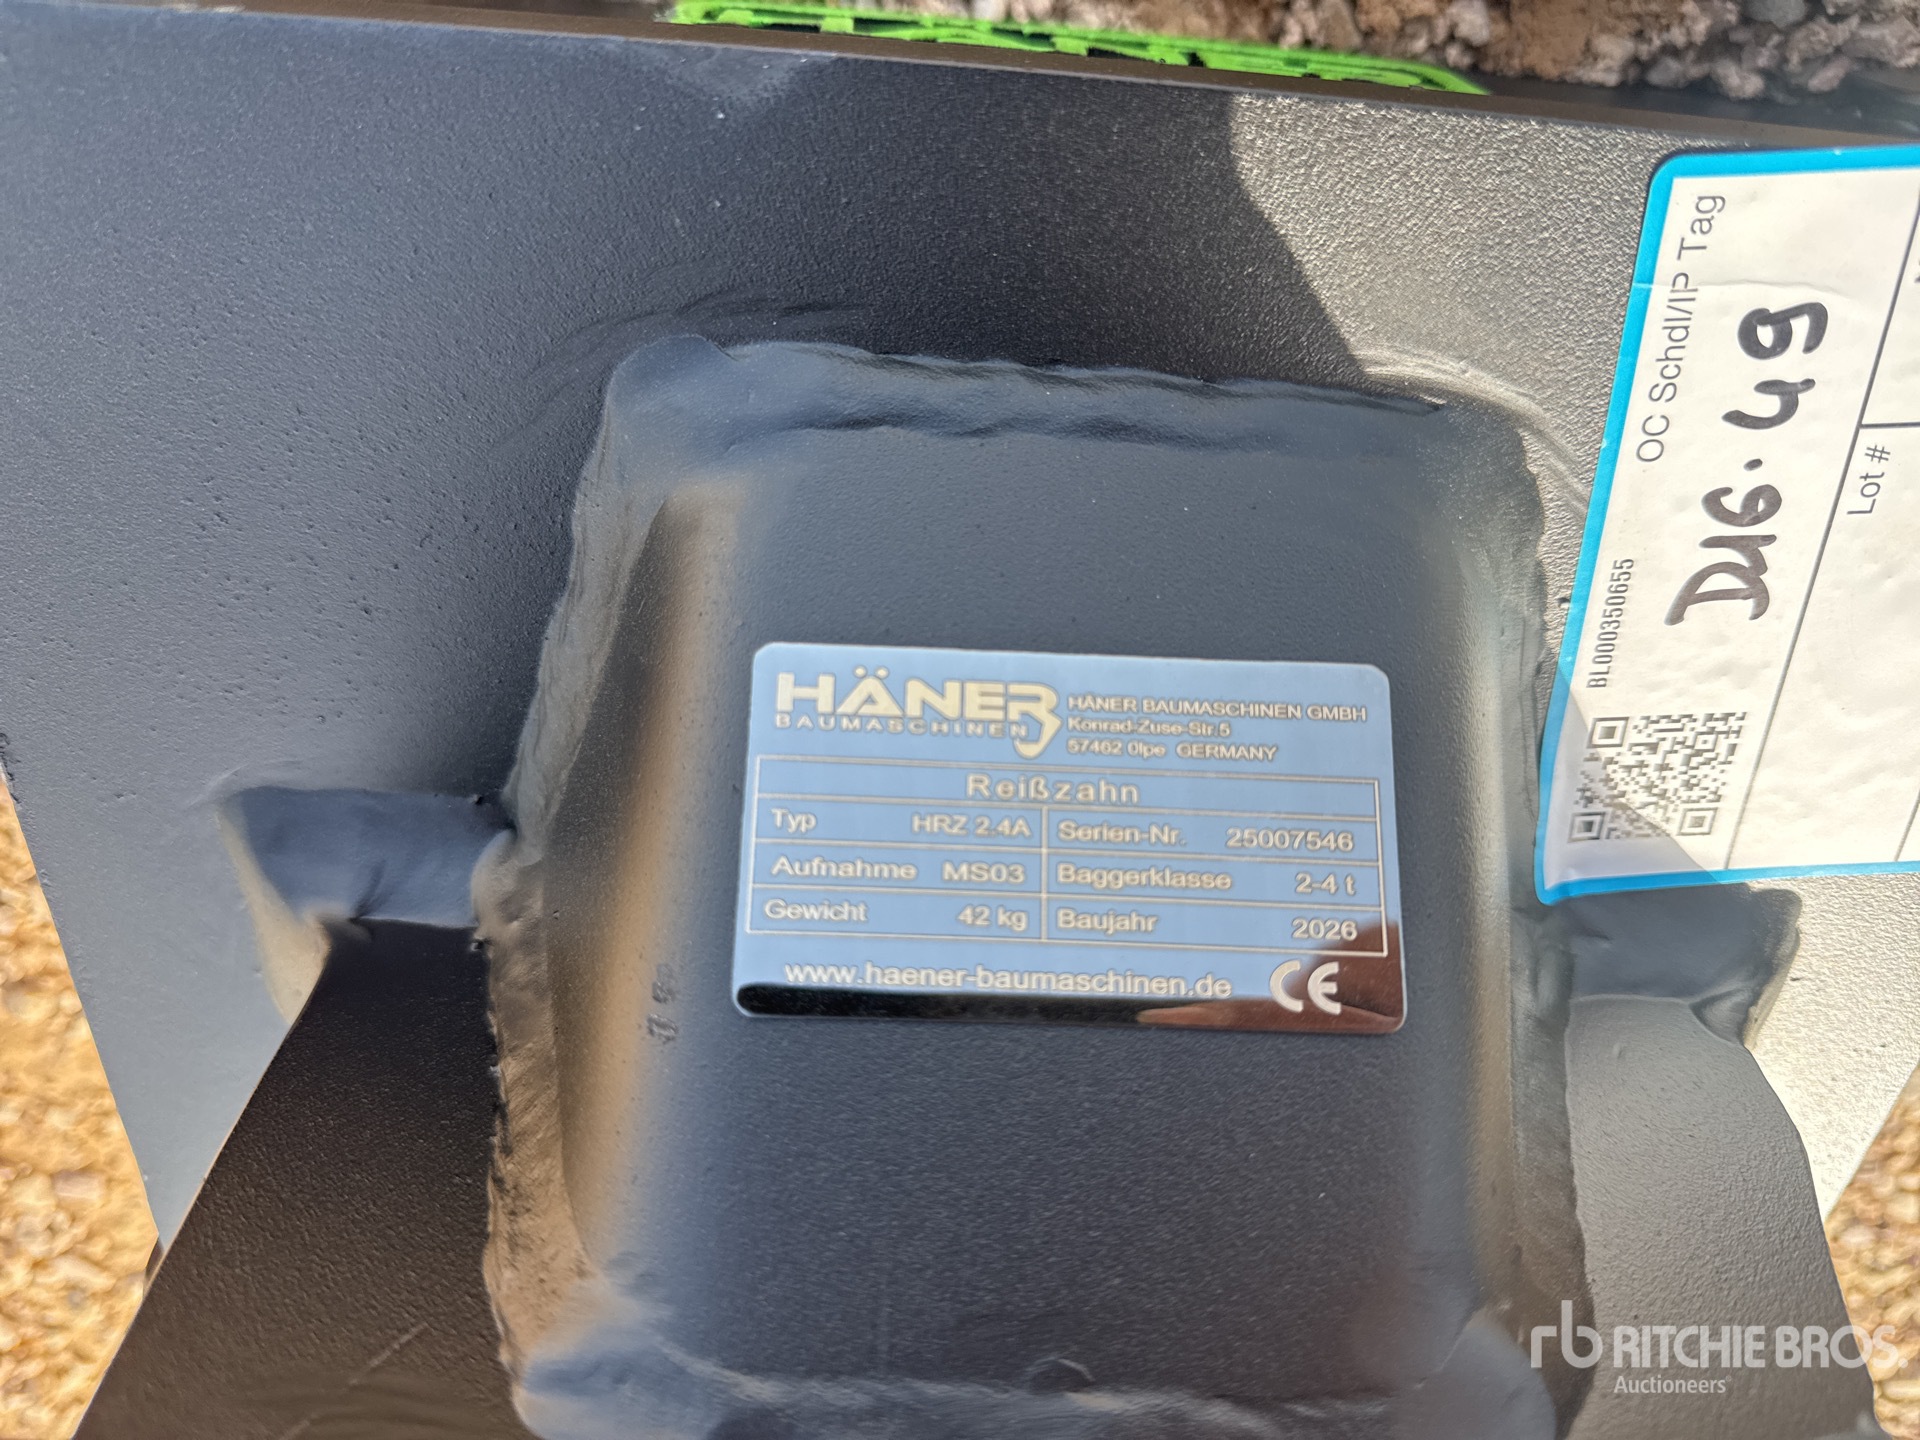 HÄNER
BAUMASCHINEN
HÄNER BAUMASCHINEN GMBH
Konrad-Zuse-Str.5
57462 Olpe GERMANY
Reißzahn
Typ HRZ 2.4A Serien-Nr. 25007546
Aufnahme MS03 Baggerklasse 2-4 t
Gewicht 42 kg Baujahr 2026
www.haener-baumaschinen.de CE
OC Schdl/IP Tag
BL000350655
Lot #
rb RITCHIE BROS.
Auctioneers